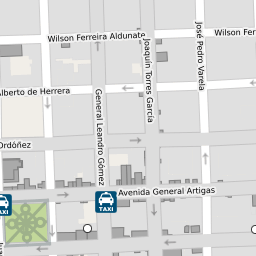 Wilson Ferreira Aldunate
Wilson Ferrei
José Pedro Varela
Joaquín Torres García
Alberto de Herrera
General Leandro Gómez
Ordóñez
Avenida General Artigas
TAXI
TAXI